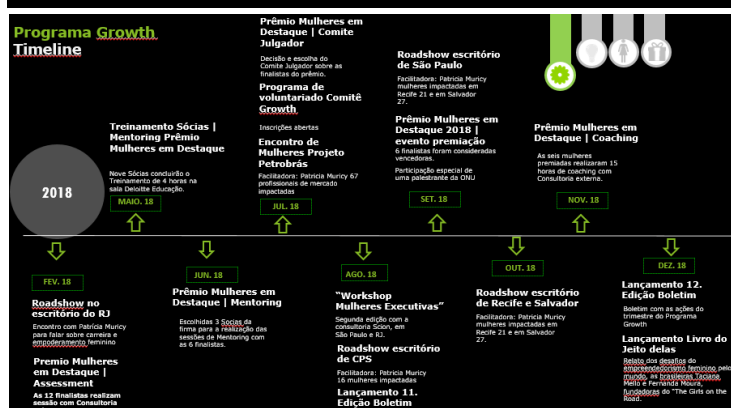 Programa Growth
Timeline
2018
FEV. 18
Roadshow no
escritório do RJ
Encontro com Patrícia Muricy
para falar sobre carreira e
empoderamento feminino
Premio Mulheres
em Destaque |
Assessment
As 12 finalistas realizam
sessão com Consultoria
Treinamento Sócias |
Mentoring Prêmio
Mulheres em Destaque
Nove Sócias concluirão o
Treinamento de 4 horas na
sala Deloitte Educação.
MAIO. 18
JUN. 18
Prêmio Mulheres em
Destaque | Mentoring
Escolhidas 3 Socias da
firma para a realização das
sessões de Mentoring com
as 6 finalistas.
Prêmio Mulheres em
Destaque | Comite
Julgador
Decisão e escolha do
Comite Julgador sobre as
finalistas do prêmio.
Programa de
voluntariado Comitê
Growth
Inscrições abertas
Encontro de
Mulheres Projeto
Petrobrás
Facilitadora: Patricia Muricy 67
profissionais de mercado
impactadas
JUL. 18
AGO. 18
“Workshop
Mulheres Executivas”
Segunda edição com a
consultoria Scion, em
São Paulo e RJ.
Roadshow escritório
de CPS
Facilitadora: Patricia Muricy
16 mulheres impactadas
Lançamento 11.
Edição Boletim
Roadshow escritório
de São Paulo
Facilitadora: Patricia Muricy
mulheres impactadas em
Recife 21 e em Salvador
27.
Prêmio Mulheres em
Destaque 2018 |
evento premiação
6 finalistas foram consideradas
vencedoras.
Participação especial de
uma palestrante da ONU
SET. 18
OUT. 18
Roadshow escritório
de Recife e Salvador
Facilitadora: Patricia Muricy
mulheres impactadas em
Recife 21 e em Salvador
27.
Prêmio Mulheres em
Destaque | Coaching
As seis mulheres
premiadas realizaram 15
horas de coaching com
Consultoria externa.
NOV. 18
DEZ. 18
Lançamento 12.
Edição Boletim
Boletim com as ações do
trimestre do Programa
Growth
Lançamento Livro do
Jeito delas
Relato dos desafios do
empreendedorismo feminino pelo
mundo, as brasileiras Taciana
Mello e Fernanda Moura,
fundadoras do "The Girls on the
Road.